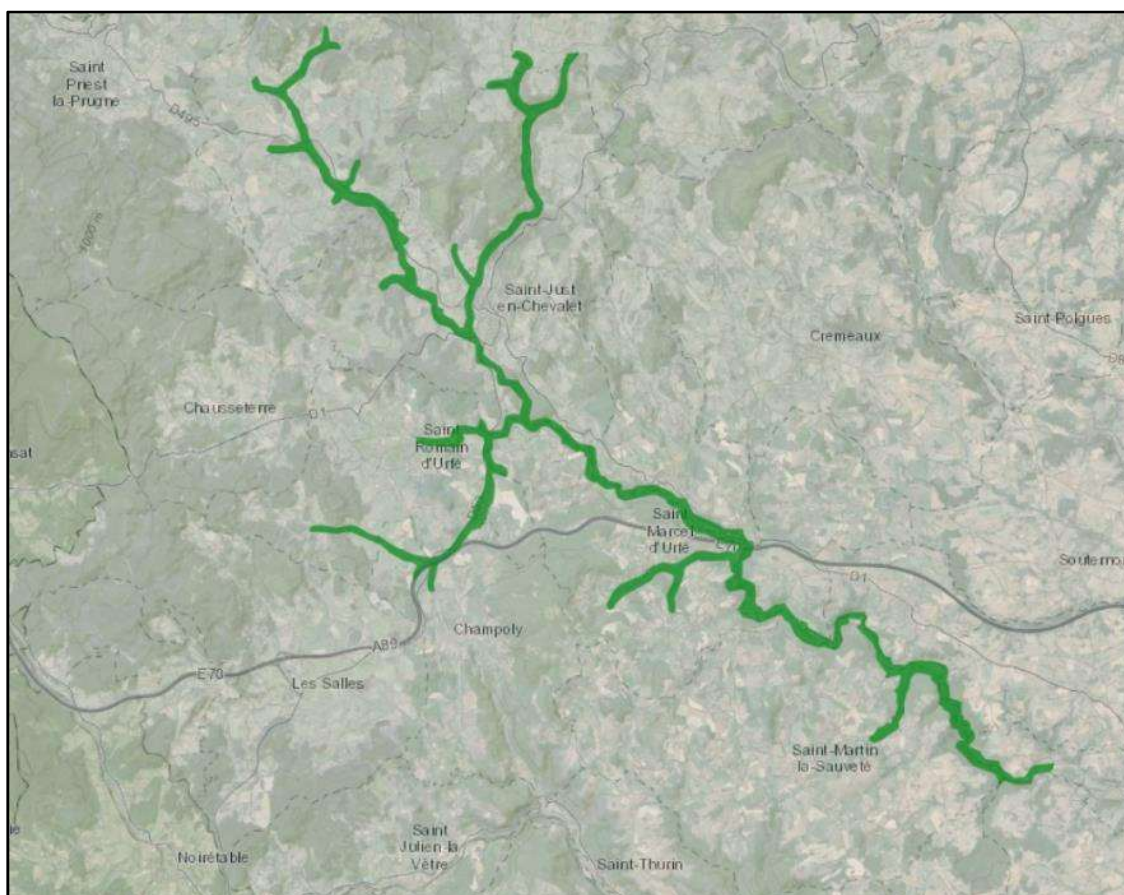 Saint
Priest
la-Prugne
D495
1000 m
Saint-Just
en-Chevalet
Saint-Polgues
Cremeaux
Chausseterre
D1
Saint
Romain
d'Urfé
Saint
Marcel
d'Urfé
E70
D1
Champoly
A89
E70
Les Salles
Saint-Martin
la-Sauveté
Saint
Julien-la
Vêtre
Noirétable
Saint-Thurin